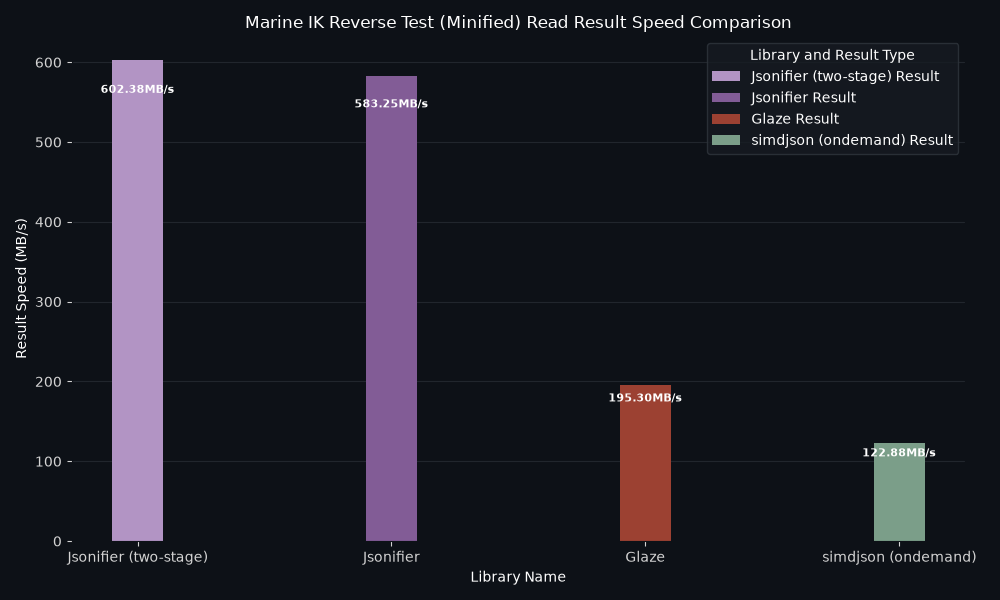 Marine IK Reverse Test (Minified) Read Result Speed Comparison
Library and Result Type
Jsonifier (two-stage) Result
Jsonifier Result
Glaze Result
simdjson (ondemand) Result
Result Speed (MB/s)
600
500
400
300
200
100
0
602.38MB/s
583.25MB/s
195.30MB/s
122.88MB/s
Jsonifier (two-stage)
Jsonifier
Glaze
simdjson (ondemand)
Library Name